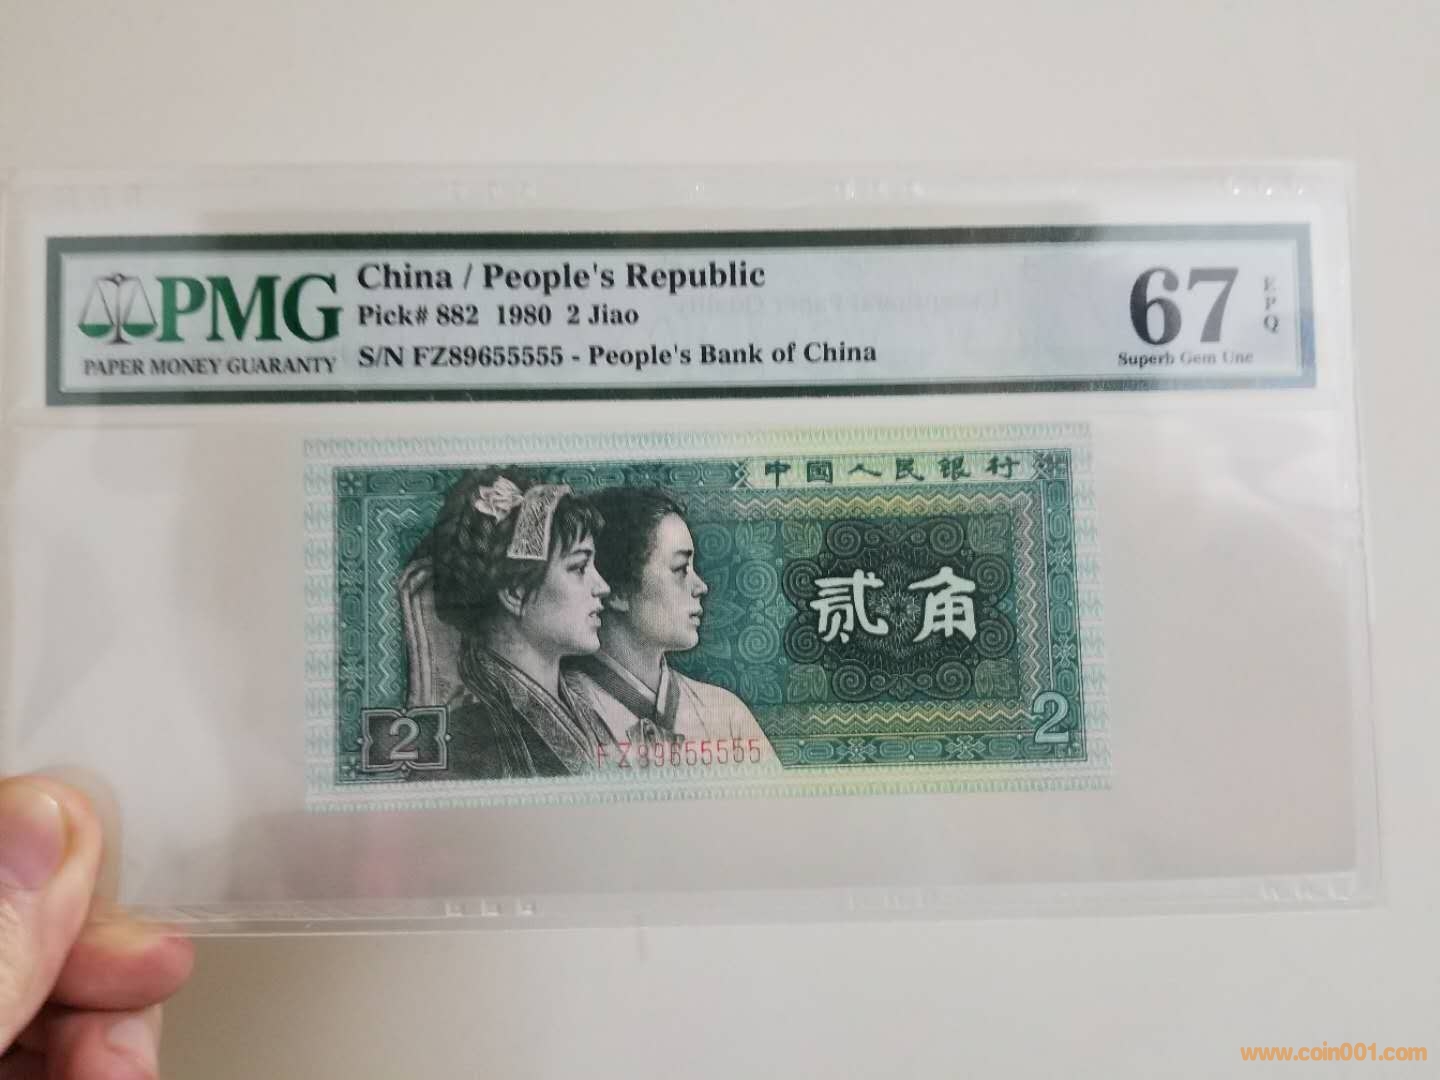 PMG
PAPER MONEY GUARANTY
China / People's Republic
Pick# 882 1980 2 Jiao
S/N FZ89655555 - People's Bank of China
67
EPQ
Superb Gem Unc
中国人民银行
贰角
2
2
FZ89655555
www.coin001.com